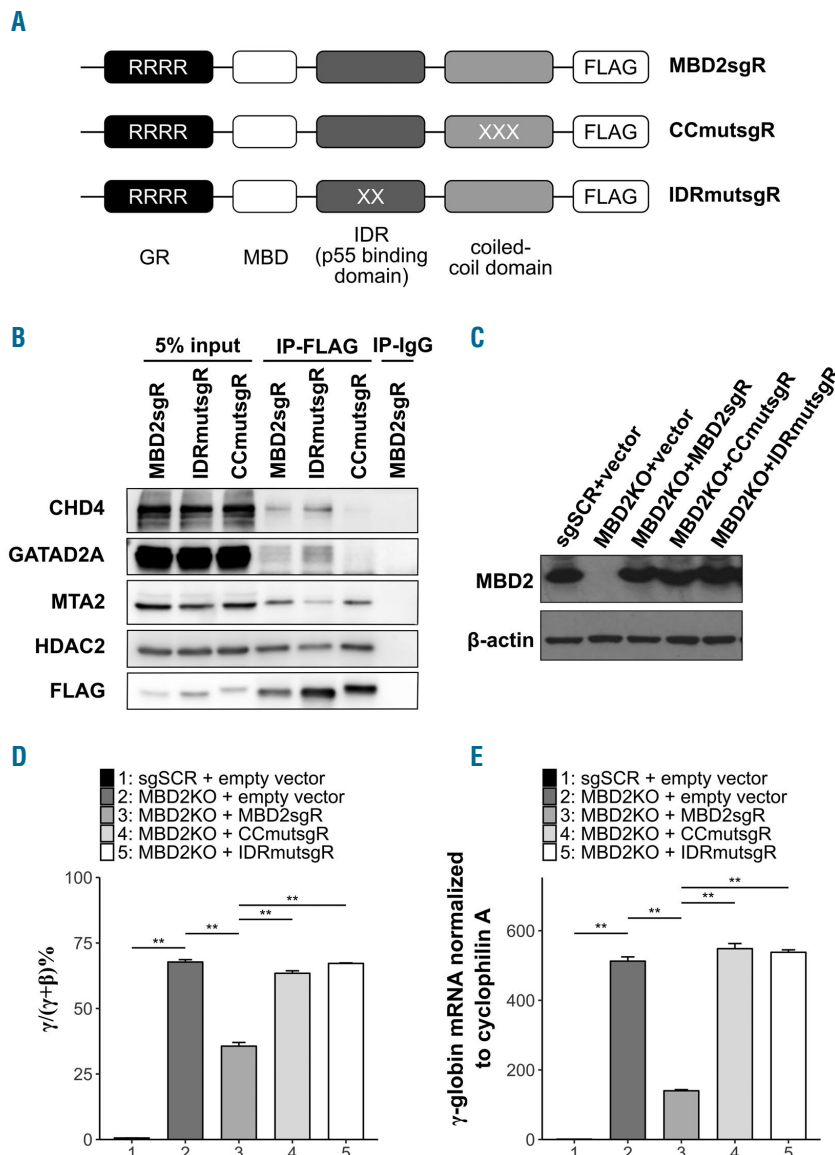 A
RRRR FLAG MBD2sgR
RRRR XXX FLAG CCmutsgR
RRRR XX FLAG IDRmutsgR
GR MBD IDR (p55 binding domain) coiled-coil domain
B
5% input IP-FLAG IP-IgG
MBD2sgR IDRmutsgR CCmutsgR MBD2sgR IDRmutsgR CCmutsgR MBD2sgR
CHD4
GATAD2A
MTA2
HDAC2
FLAG
C
sgSCR+vector
MBD2KO+vector
MBD2KO+MBD2sgR
MBD2KO+CCmutsgR
MBD2KO+IDRmutsgR
MBD2
β-actin
D
1: sgSCR + empty vector
2: MBD2KO + empty vector
3: MBD2KO + MBD2sgR
4: MBD2KO + CCmutsgR
5: MBD2KO + IDRmutsgR
γ/(γ+β)%
100
75
50
25
0
** ** ** **
1 2 3 4 5
E
1: sgSCR + empty vector
2: MBD2KO + empty vector
3: MBD2KO + MBD2sgR
4: MBD2KO + CCmutsgR
5: MBD2KO + IDRmutsgR
γ-globin mRNA normalized
to cyclophilin A
600
400
200
0
** ** ** **
1 2 3 4 5